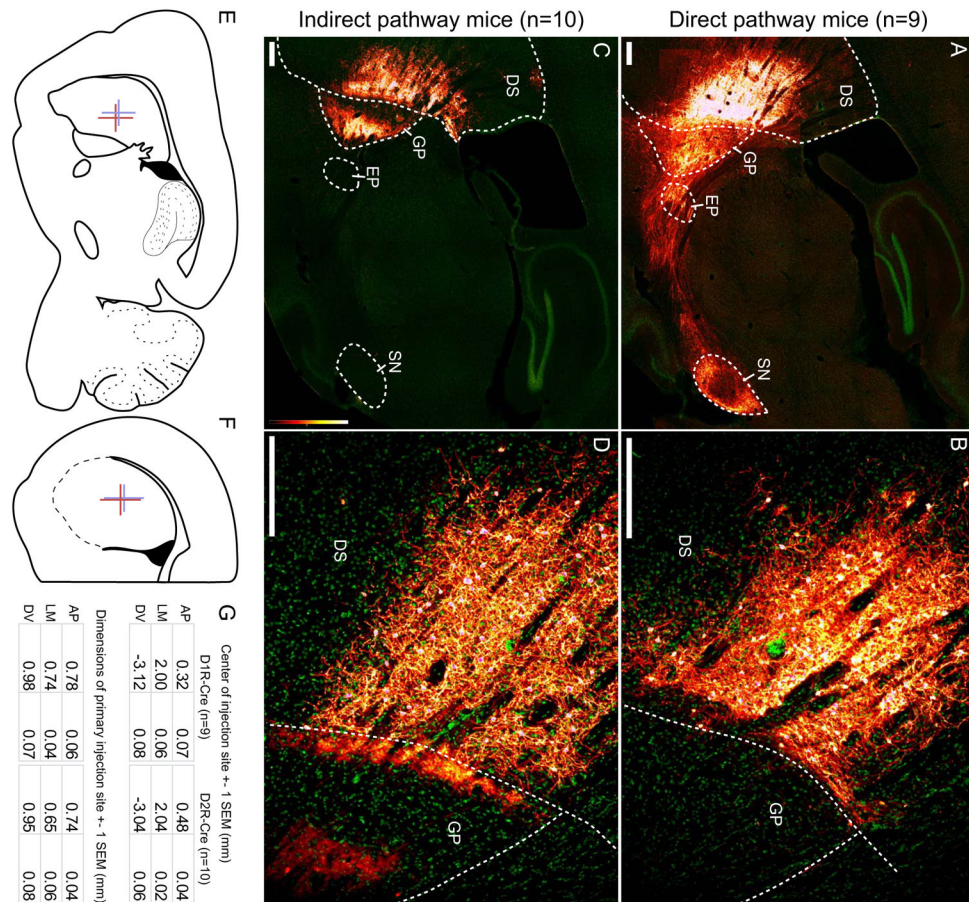 Indirect pathway mice (n=10)
Direct pathway mice (n=9)
A
DS
GP
EP
SN
B
DS
GP
C
DS
GP
EP
SN
D
DS
GP
E
F
G
Center of injection site +- 1 SEM (mm)
D1R-Cre (n=9) D2R-Cre (n=10)
AP 0.32 0.07 0.48 0.04
LM 2.00 0.06 2.04 0.02
DV -3.12 0.08 -3.04 0.06
Dimensions of primary injection site +- 1 SEM (mm)
AP 0.78 0.06 0.74 0.04
LM 0.74 0.04 0.65 0.06
DV 0.98 0.07 0.95 0.08